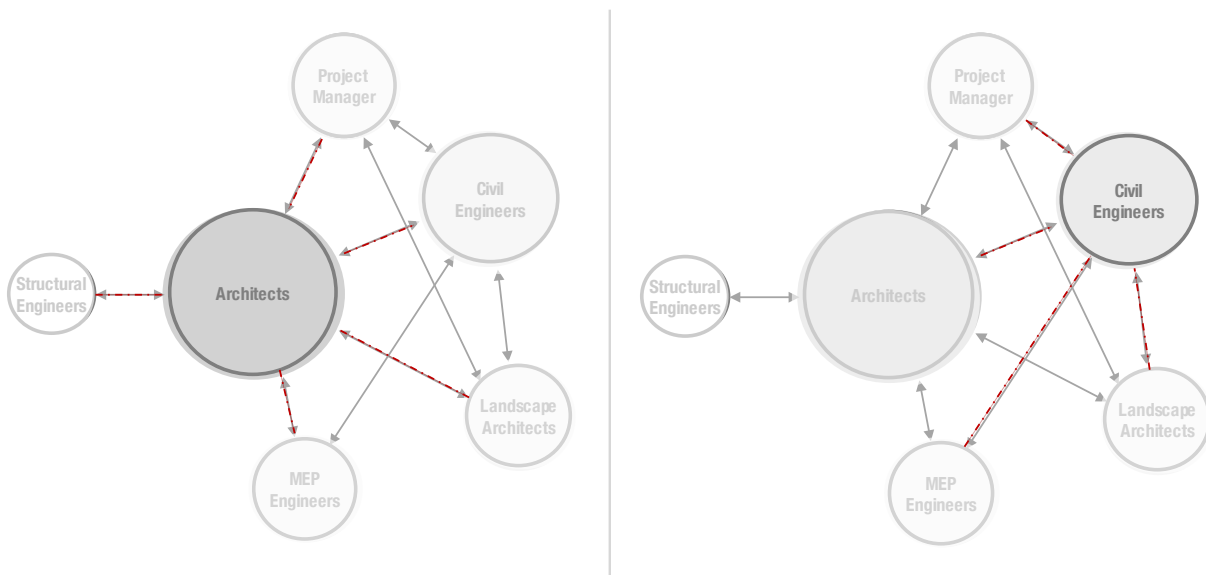 Project
Manager
Civil
Engineers
Structural
Engineers
Architects
Landscape
Architects
MEP
Engineers
Project
Manager
Civil
Engineers
Structural
Engineers
Architects
Landscape
Architects
MEP
Engineers